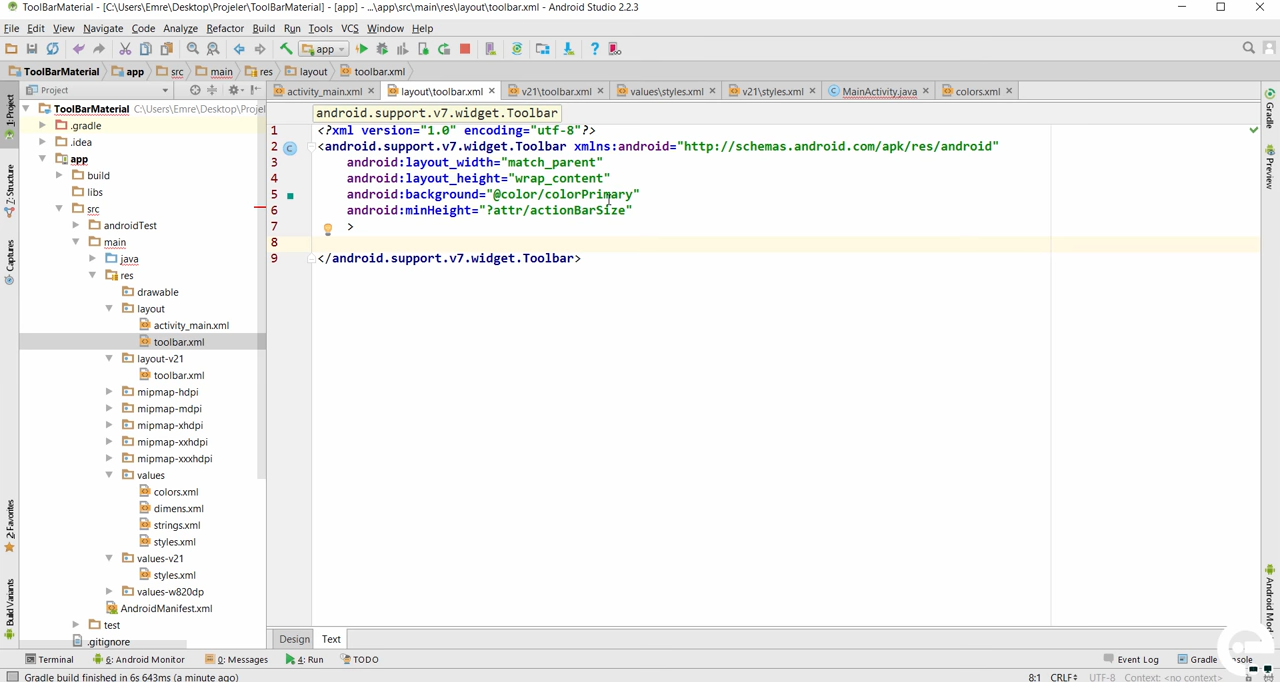 ToolBarMaterial - [C:\Users\Emre\Desktop\Projeler\ToolBarMaterial] - [app] - ...\app\src\main\res\layout\toolbar.xml - Android Studio 2.2.3
File Edit View Navigate Code Analyze Refactor Build Run Tools VCS Window Help
app
ToolBarMaterial app src main res layout toolbar.xml
Project
activity_main.xml layout\toolbar.xml v21\toolbar.xml values\styles.xml v21\styles.xml MainActivity.java colors.xml
1: Project
Z: Structure
Captures
2: Favorites
Build Variants
ToolBarMaterial C:\Users\Emre\Desktop\Projel
.gradle
.idea
app
build
libs
src
androidTest
main
java
res
drawable
layout
activity_main.xml
toolbar.xml
layout-v21
toolbar.xml
mipmap-hdpi
mipmap-mdpi
mipmap-xhdpi
mipmap-xxhdpi
mipmap-xxxhdpi
values
colors.xml
dimens.xml
strings.xml
styles.xml
values-v21
styles.xml
values-w820dp
AndroidManifest.xml
test
.gitignore
android.support.v7.widget.Toolbar
1 <?xml version="1.0" encoding="utf-8"?>
2 <android.support.v7.widget.Toolbar xmlns:android="http://schemas.android.com/apk/res/android"
3 android:layout_width="match_parent"
4 android:layout_height="wrap_content"
5 android:background="@color/colorPrimary"
6 android:minHeight="?attr/actionBarSize"
7 >
8
9 </android.support.v7.widget.Toolbar>
Gradle
Preview
Android Mod
Design Text
Terminal 6: Android Monitor 0: Messages 4: Run TODO Event Log Gradle sole
Gradle build finished in 6s 643ms (a minute ago) 8:1 CRLF UTF-8 Context: <no context>